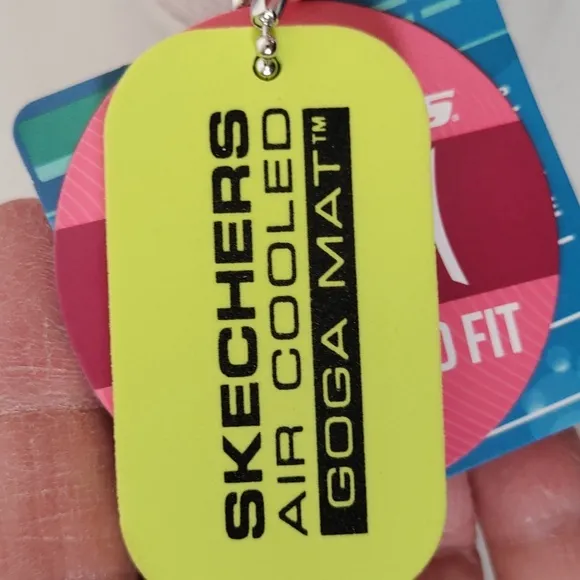 SKECHERS
AIR COOLED
GOGA MAT™
FIT